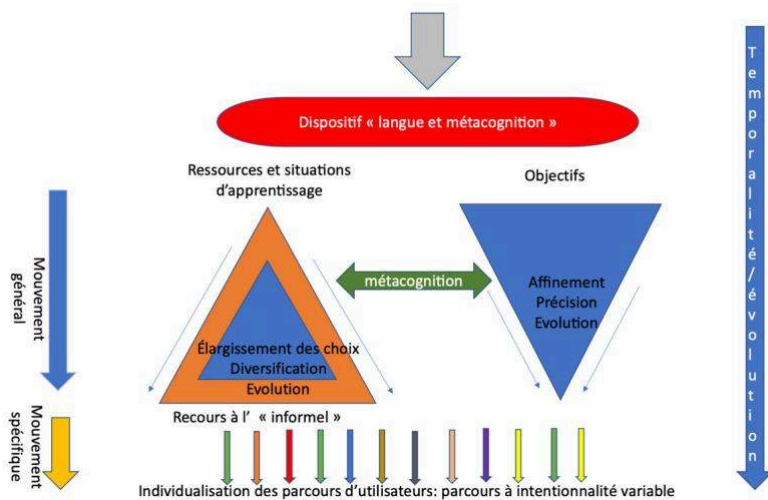 Dispositif « langue et métacognition »
Ressources et situations
d'apprentissage
Objectifs
métacognition
Affinement
Précision
Evolution
Élargissement des choix
Diversification
Evolution
Recours à l' « informel »
Mouvement
général
Mouvement
spécifique
Individualisation des parcours d'utilisateurs: parcours à intentionnalité variable
Temporalité/évolution